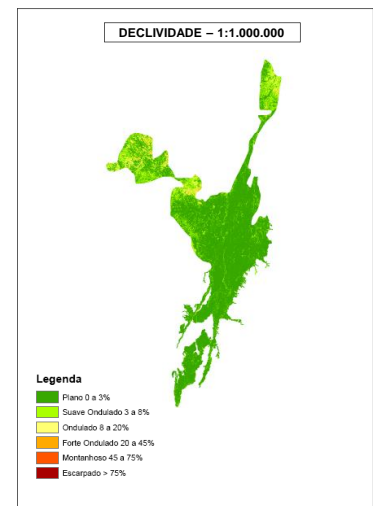 DECLIVIDADE – 1:1.000.000
Legenda
Plano 0 a 3%
Suave Ondulado 3 a 8%
Ondulado 8 a 20%
Forte Ondulado 20 a 45%
Montanhoso 45 a 75%
Escarpado > 75%